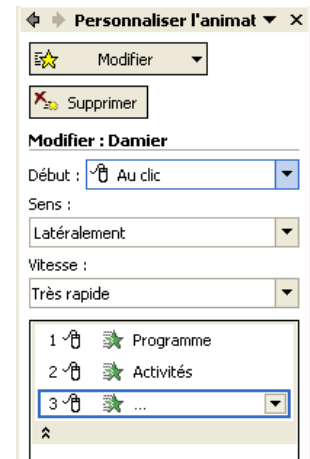 Personnaliser l'animat
Modifier
Supprimer
Modifier : Damier
Début : Au clic
Sens :
Latéralement
Vitesse :
Très rapide
1 Programme
2 Activités
3 ...